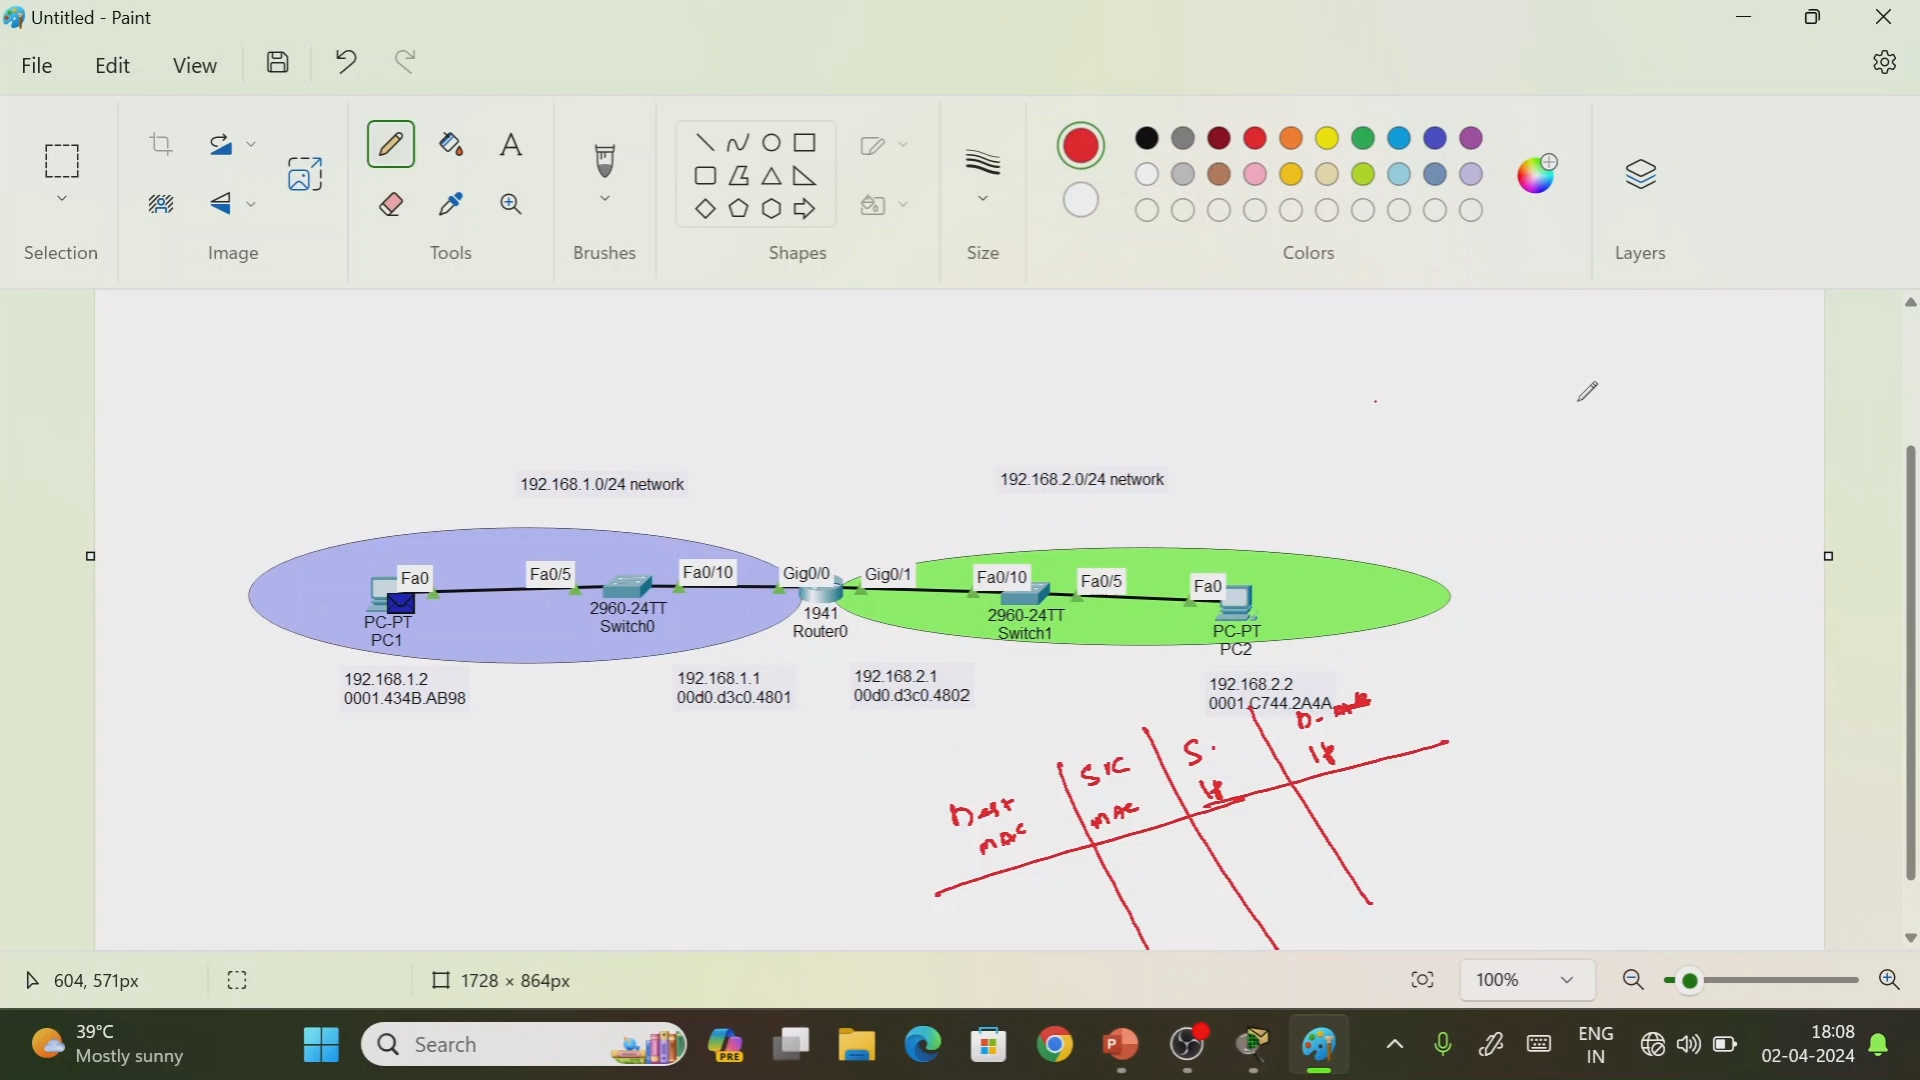 Untitled - Paint
File Edit View
Selection
Image
Tools
Brushes
Shapes
Size
Colors
Layers
192.168.1.0/24 network
192.168.2.0/24 network
Fa0
Fa0/5
Fa0/10
Gig0/0
Gig0/1
Fa0/10
Fa0/5
Fa0
PC-PT
PC1
2960-24TT
Switch0
1941
Router0
2960-24TT
Switch1
PC-PT
PC2
192.168.1.2
0001.434B.AB98
192.168.1.1
00d0.d3c0.4801
192.168.2.1
00d0.d3c0.4802
192.168.2.2
0001.C744.2A4A
Dest
MAC
SrC
MAC
S.
IP
D-
IP
604, 571px
1728 × 864px
100%
39°C
Mostly sunny
Search
PRE
ENG
IN
18:08
02-04-2024